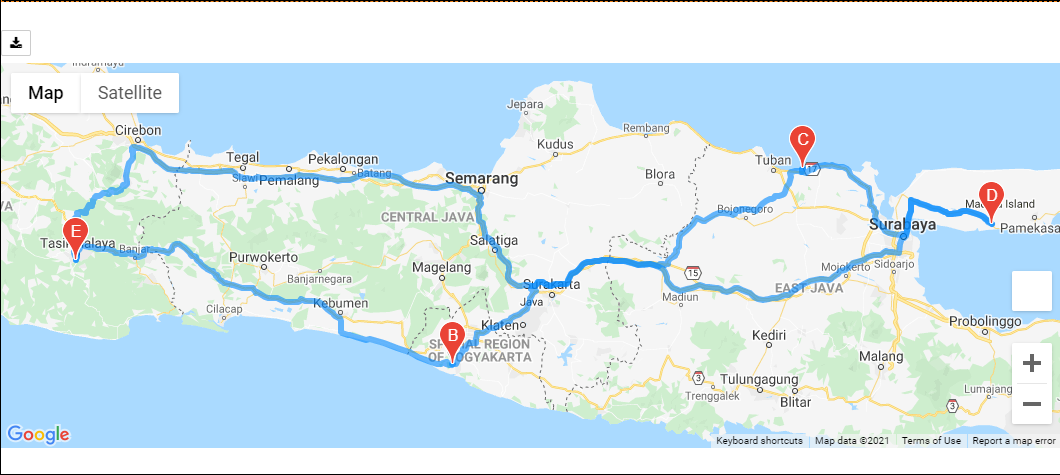 Indramayu
Map
Satellite
Cirebon
Jepara
Tegal
Pekalongan
Kudus
Rembang
Slawi
Pemalang
Batang
Semarang
Blora
Tuban
C
17
CENTRAL JAVA
Bojonegoro
D
Island
Surabaya
Pamekasa
E
Banjar
Salatiga
Purwokerto
Magelang
Banjarnegara
Surakarta
Java
15
Madiun
Mojokerto
Sidoarjo
EAST JAVA
Cilacap
Kebumen
Klaten
B
SPECIAL REGION
OF YOGYAKARTA
Kediri
Probolinggo
Malang
3
Tulungagung
Trenggalek
Blitar
Lumajang
3
Google
Keyboard shortcuts
Map data ©2021
Terms of Use
Report a map error